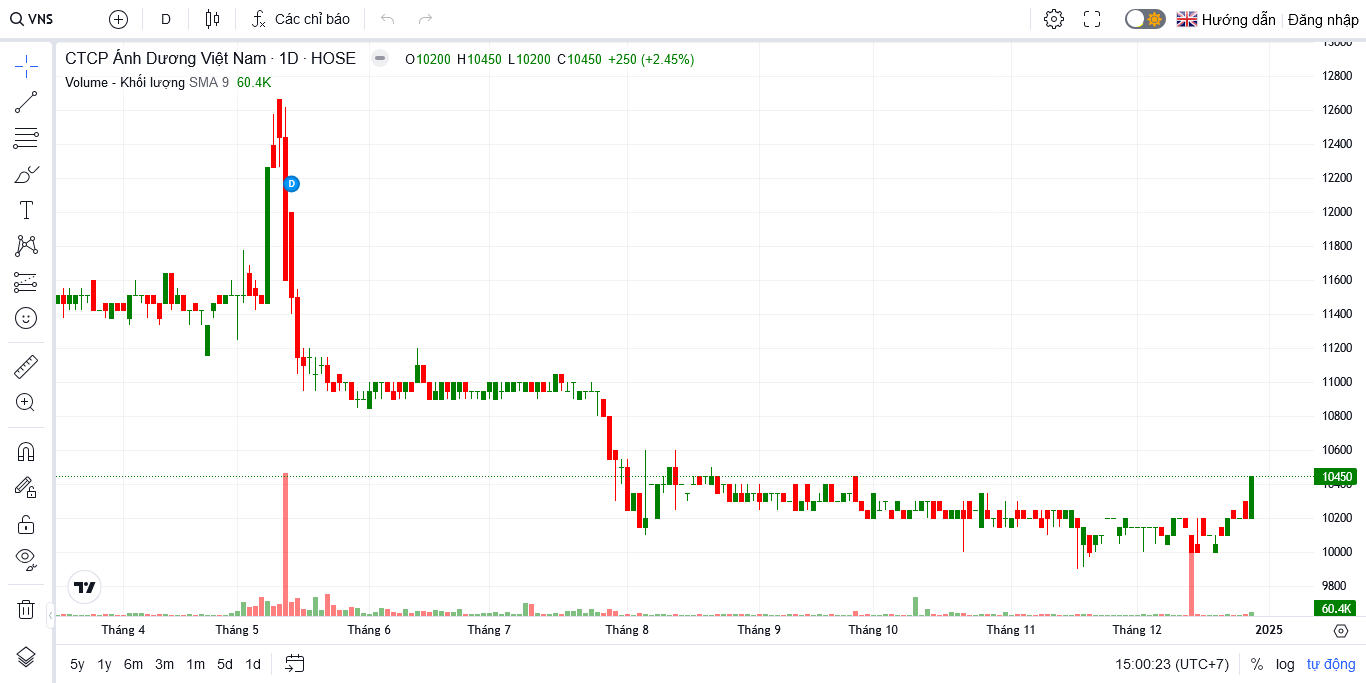 VNS D Các chỉ báo Hướng dẫn Đăng nhập
CTCP Ánh Dương Việt Nam · 1D · HOSE O10200 H10450 L10200 C10450 +250 (+2.45%)
Volume - Khối lượng SMA 9 60.4K
13000
12800
12600
12400
12200
D
12000
11800
11600
11400
11200
11000
10800
10600
10450
10400
10200
10000
9800
60.4K
Tháng 4 Tháng 5 Tháng 6 Tháng 7 Tháng 8 Tháng 9 Tháng 10 Tháng 11 Tháng 12 2025
5y 1y 6m 3m 1m 5d 1d 15:00:23 (UTC+7) % log tự động